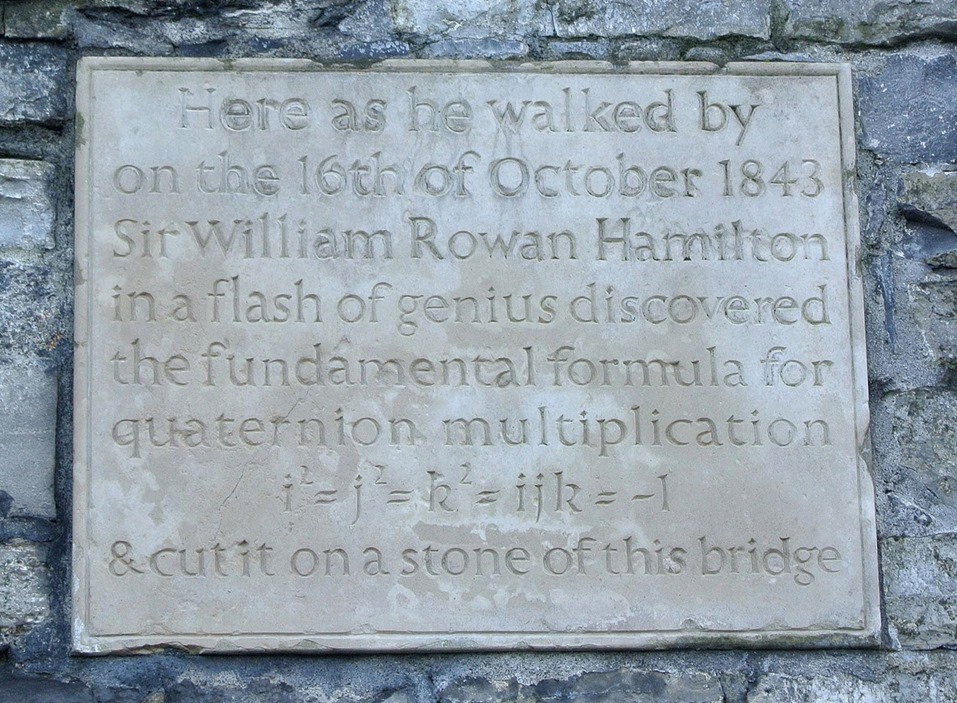 Here as he walked by
on the 16th of October 1843
Sir William Rowan Hamilton
in a flash of genius discovered
the fundamental formula for
quaternion multiplication
i² = j² = k² = ijk = -1
& cut it on a stone of this bridge